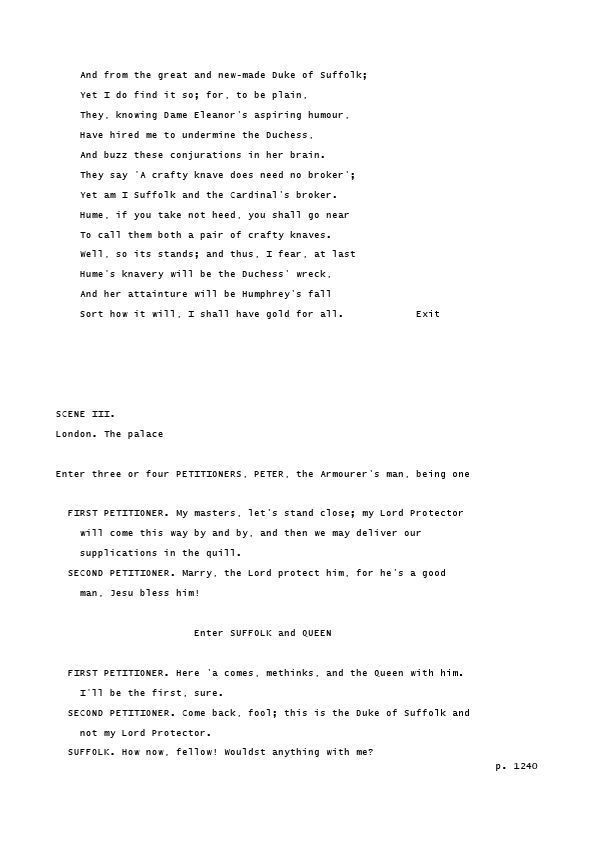 And from the great and new-made Duke of Suffolk;
Yet I do find it so; for, to be plain,
They, knowing Dame Eleanor's aspiring humour,
Have hired me to undermine the Duchess,
And buzz these conjurations in her brain.
They say 'A crafty knave does need no broker';
Yet am I Suffolk and the Cardinal's broker.
Hume, if you take not heed, you shall go near
To call them both a pair of crafty knaves.
Well, so its stands; and thus, I fear, at last
Hume's knavery will be the Duchess' wreck,
And her attainture will be Humphrey's fall
Sort how it will, I shall have gold for all. Exit
SCENE III.
London. The palace
Enter three or four PETITIONERS, PETER, the Armourer's man, being one
FIRST PETITIONER. My masters, let's stand close; my Lord Protector
will come this way by and by, and then we may deliver our
supplications in the quill.
SECOND PETITIONER. Marry, the Lord protect him, for he's a good
man, Jesu bless him!
Enter SUFFOLK and QUEEN
FIRST PETITIONER. Here 'a comes, methinks, and the Queen with him.
I'll be the first, sure.
SECOND PETITIONER. Come back, fool; this is the Duke of Suffolk and
not my Lord Protector.
SUFFOLK. How now, fellow! Wouldst anything with me?
p. 1240